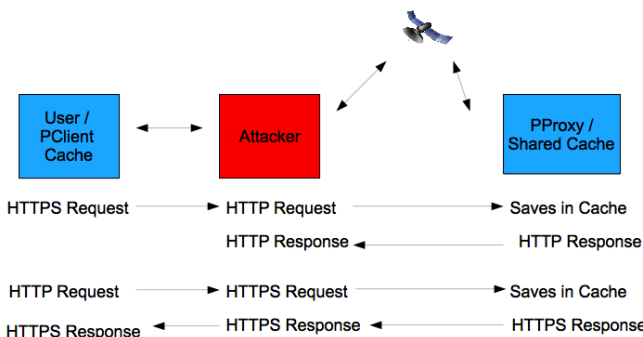 User /
PClient
Cache
Attacker
PProxy /
Shared Cache
HTTPS Request
HTTP Request
Saves in Cache
HTTP Response
HTTP Response
HTTP Request
HTTPS Request
Saves in Cache
HTTPS Response
HTTPS Response
HTTPS Response